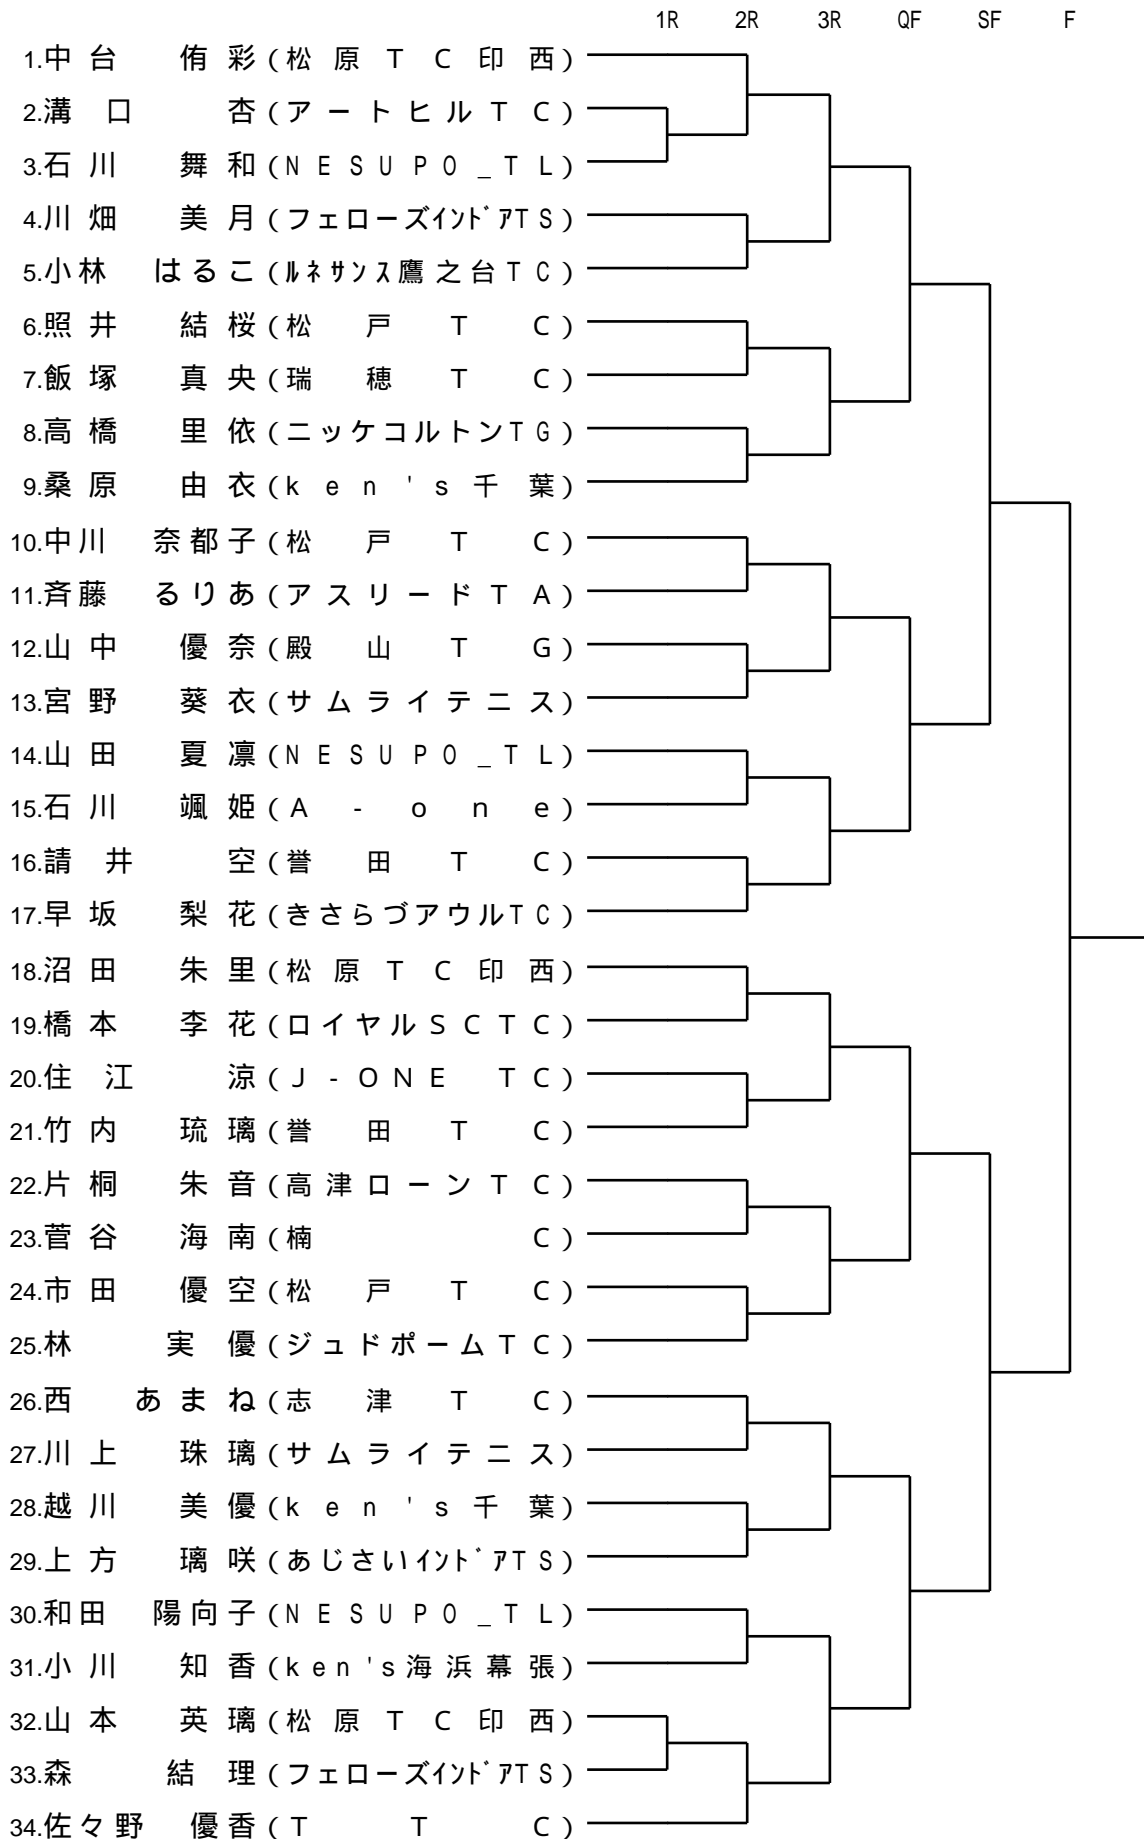 1R 2R 3R QF SF F
1.中台 侑彩(松原TC印西)
2.溝口 杏(アートヒルTC)
3.石川 舞和(NESUPO_TL)
4.川畑 美月(フェローズインドアTS)
5.小林 はるこ(ルネサンス鷹之台TC)
6.照井 結桜(松戸TC)
7.飯塚 真央(瑞穂TC)
8.高橋 里依(ニッケコルトンTG)
9.桑原 由衣(ken's千葉)
10.中川 奈都子(松戸TC)
11.斉藤 るりあ(アスリードTA)
12.山中 優奈(殿山TG)
13.宮野 葵衣(サムライテニス)
14.山田 夏凛(NESUPO_TL)
15.石川 颯姫(A-one)
16.請井 空(誉田TC)
17.早坂 梨花(きさらづアウルTC)
18.沼田 朱里(松原TC印西)
19.橋本 李花(ロイヤルSCTC)
20.住江 涼(J-ONE TC)
21.竹内 琉璃(誉田TC)
22.片桐 朱音(高津ローンTC)
23.菅谷 海南(楠C)
24.市田 優空(松戸TC)
25.林 実優(ジュドポームTC)
26.西 あまね(志津TC)
27.川上 珠璃(サムライテニス)
28.越川 美優(ken's千葉)
29.上方 璃咲(あじさいインドアTS)
30.和田 陽向子(NESUPO_TL)
31.小川 知香(ken's海浜幕張)
32.山本 英璃(松原TC印西)
33.森 結理(フェローズインドアTS)
34.佐々野 優香(TTC)